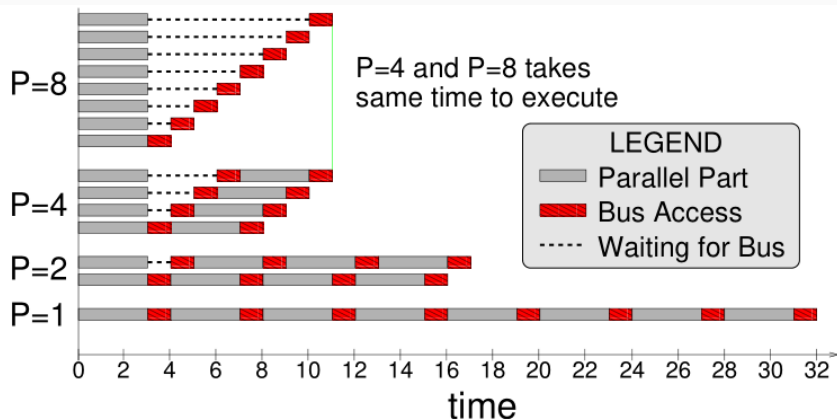 P=8
P=4 and P=8 takes
same time to execute
LEGEND
Parallel Part
Bus Access
Waiting for Bus
P=4
P=2
P=1
0 2 4 6 8 10 12 14 16 18 20 22 24 26 28 30 32
time